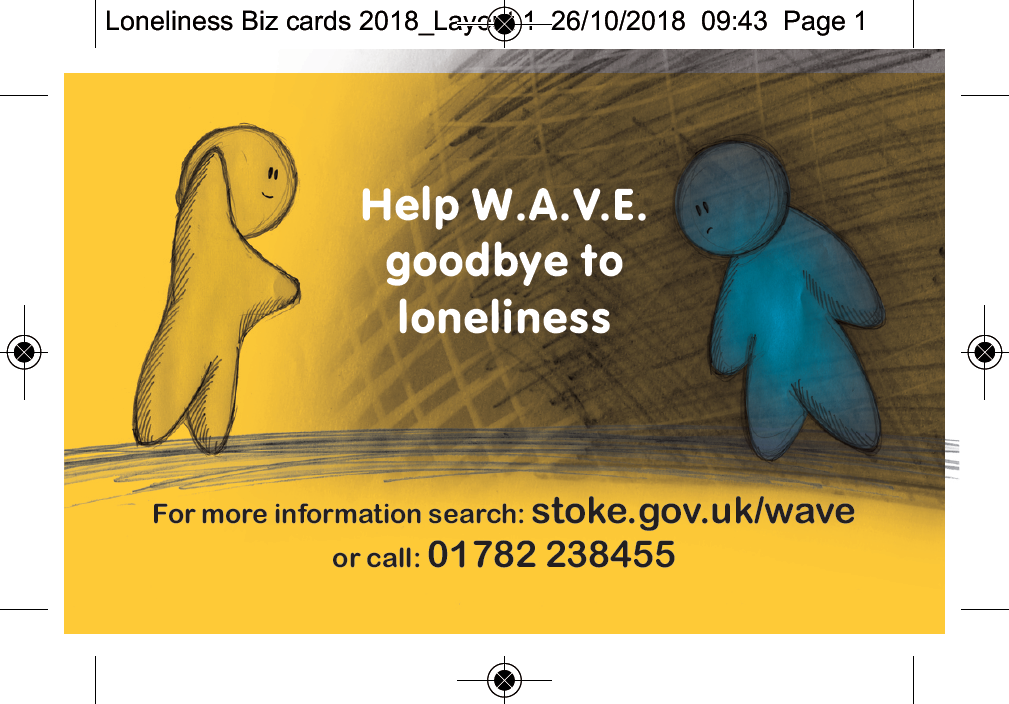 Loneliness Biz cards 2018_Layout 1  26/10/2018  09:43  Page 1
Help W.A.V.E.
goodbye to
loneliness
For more information search: stoke.gov.uk/wave
or call: 01782 238455